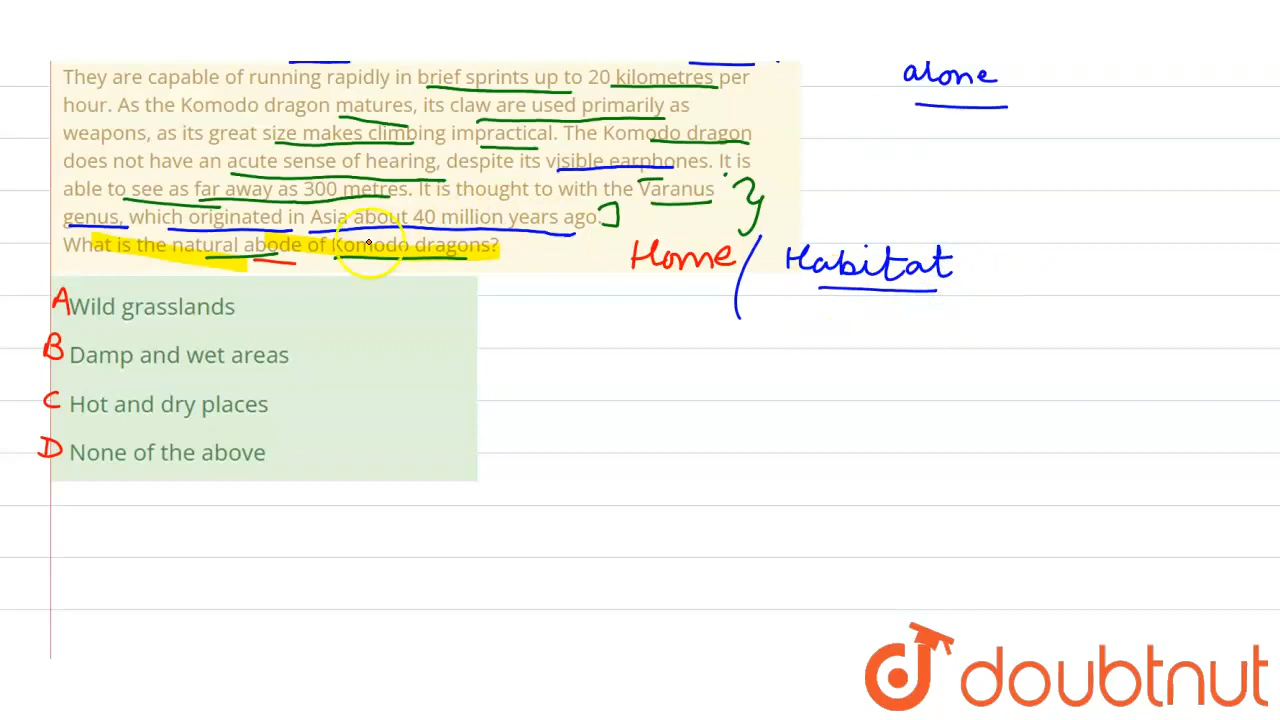 alone
They are capable of running rapidly in brief sprints up to 20 kilometres per
hour. As the Komodo dragon matures, its claw are used primarily as
weapons, as its great size makes climbing impractical. The Komodo dragon
does not have an acute sense of hearing, despite its visible earphones. It is
able to see as far away as 300 metres. It is thought to with the Varanus
genus, which originated in Asia about 40 million years ago.
What is the natural abode of Komodo dragons?
Home / Habitat
A Wild grasslands
B Damp and wet areas
C Hot and dry places
D None of the above
doubtnut